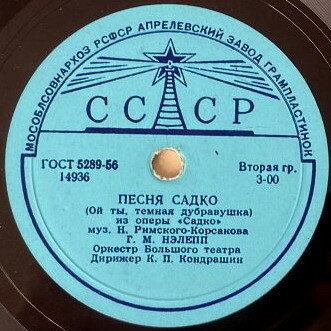 МОСОБЛСОВНАРХОЗ РСФСР АПРЕЛЕВСКИЙ ЗАВОД ГРАМПЛАСТИНОК
СССР
ГОСТ 5289-56
14936
Вторая гр.
3-00
ПЕСНЯ САДКО
(Ой ты, темная дубравушка)
из оперы «Садко»
муз. Н. Римского-Корсакова
Г. М. НЭЛЕПП
Оркестр Большого театра
Дирижер К. П. Кондрашин